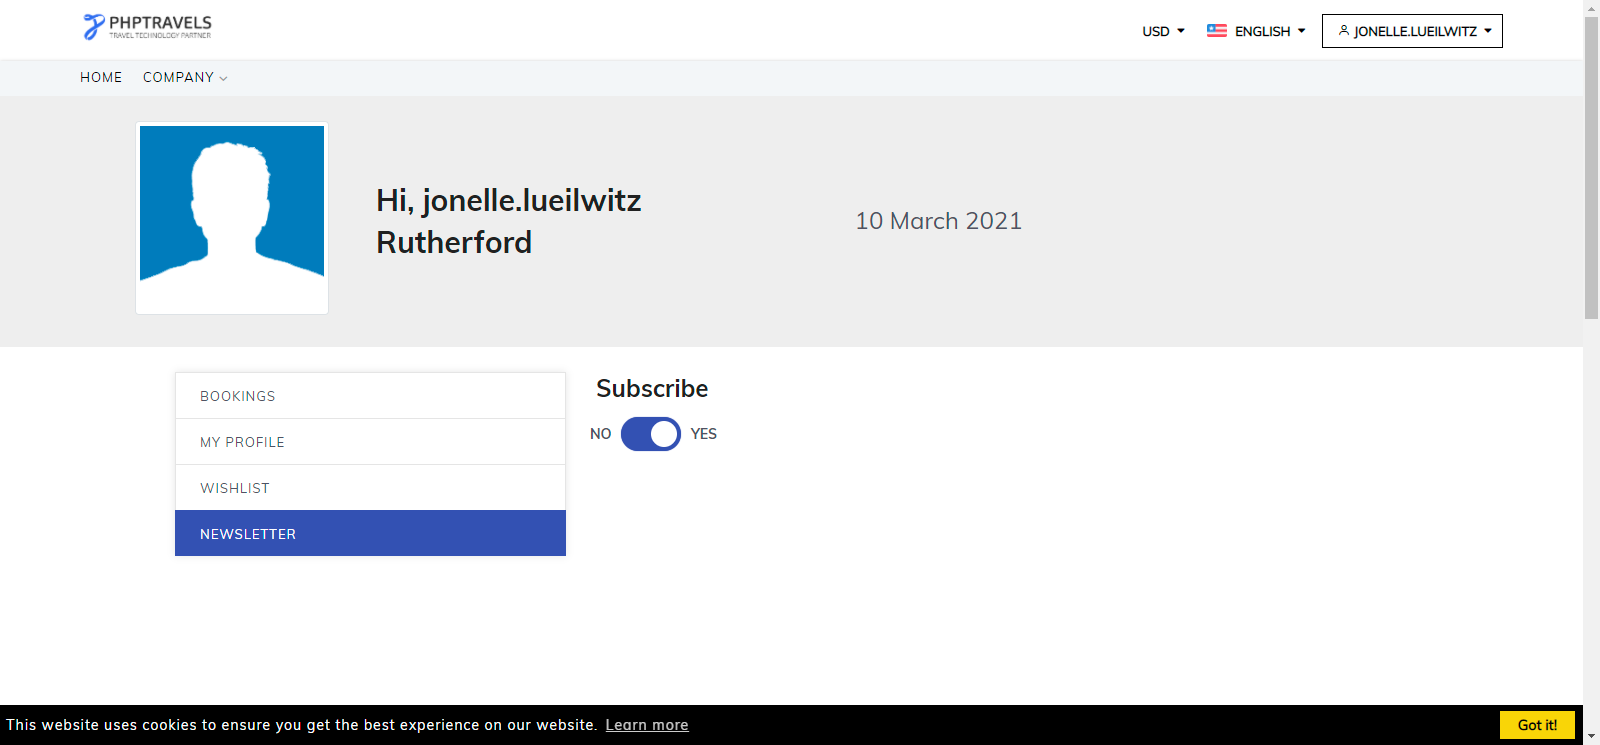 PHPTRAVELS
TRAVEL TECHNOLOGY PARTNER
USD
ENGLISH
JONELLE.LUEILWITZ
HOME
COMPANY
Hi, jonelle.lueilwitz
Rutherford
10 March 2021
BOOKINGS
MY PROFILE
WISHLIST
NEWSLETTER
Subscribe
NO
YES
This website uses cookies to ensure you get the best experience on our website. Learn more
Got it!